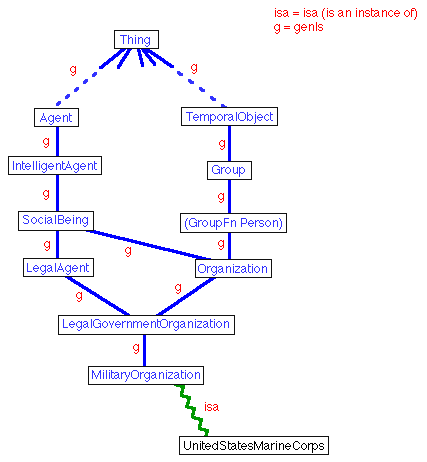 isa = isa (is an instance of)
g = genls
Thing
g
g
Agent
TemporalObject
g
g
IntelligentAgent
Group
g
g
SocialBeing
(GroupFn Person)
g
g
g
LegalAgent
Organization
g
g
LegalGovernmentOrganization
g
MilitaryOrganization
isa
UnitedStatesMarineCorps